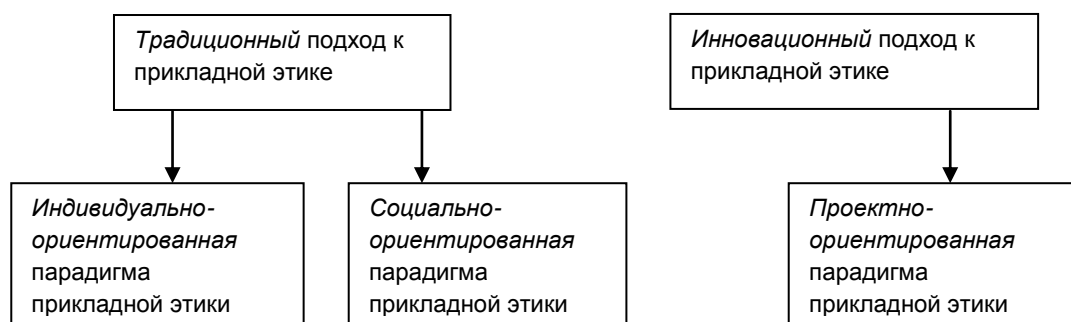 Традиционный подход к
прикладной этике
Инновационный подход к
прикладной этике
Индивидуально-
ориентированная
парадигма
прикладной этики
Социально-
ориентированная
парадигма
прикладной этики
Проектно-
ориентированная
парадигма
прикладной этики